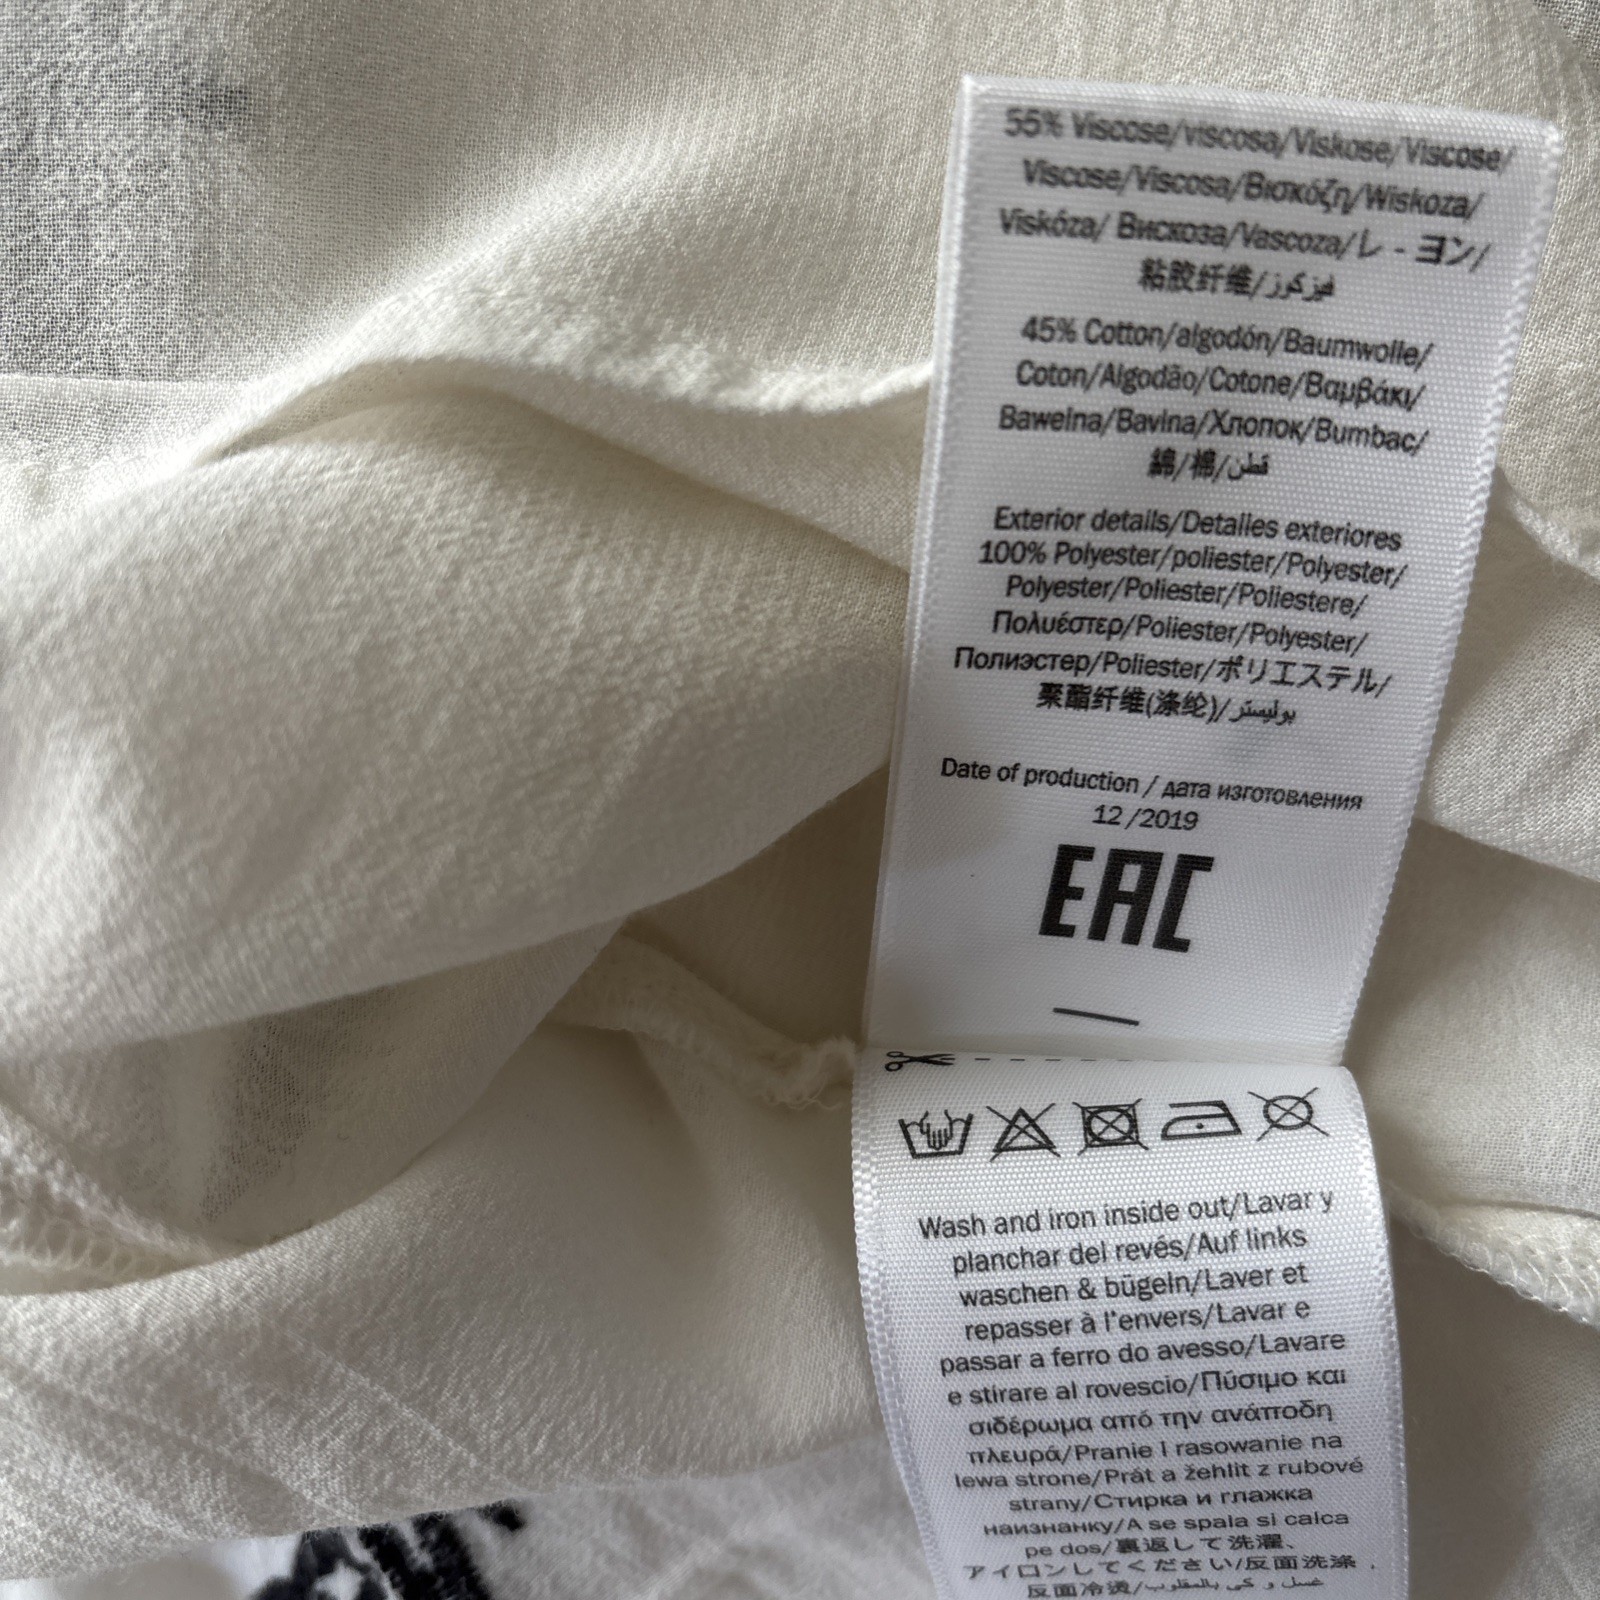 55% Viscose/viscosa/Viskose/Viscose/
Viscose/Viscosa/Βισκόζη/Wiskoza/
Viskóza/ Вискоза/Vascoza/レ - ヨン/
粘胶纤维/فيزكوز
45% Cotton/algodón/Baumwolle/
Coton/Algodão/Cotone/Βαμβάκι/
Bawelna/Bavlna/Хлопок/Bumbac/
綿/棉/قطن
Exterior details/Detalles exteriores
100% Polyester/poliester/Polyester/
Polyester/Poliester/Poliestere/
Πολυέστερ/Poliester/Polyester/
Полиэстер/Poliester/ポリエステル/
聚酯纤维(涤纶)/بوليستر
Date of production / дата изготовления
12 /2019
EAC
Wash and iron inside out/Lavar y
planchar del revés/Auf links
waschen & bügeln/Laver et
repasser à l'envers/Lavar e
passar a ferro do avesso/Lavare
e stirare al rovescio/Πύσιμο και
σιδέρωμα από την ανάποδη
πλευρά/Pranie I rasowanie na
lewa strone/Prát a žehlit z rubové
strany/Стирка и глажка
наизнанку/A se spala si calca
pe dos/裏返して洗濯、
アイロンしてください/反面洗涤 .
反面冷烫/غسل و كي بالمقلوب